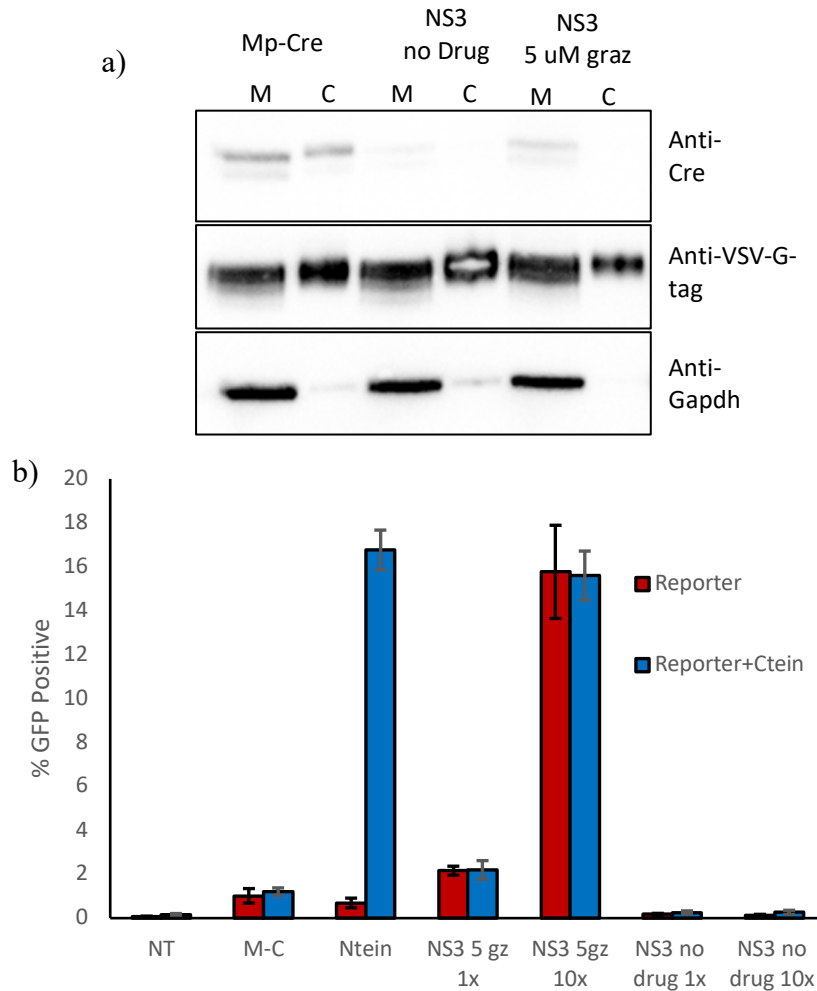 a)
Mp-Cre
NS3
no Drug
NS3
5 uM graz
M C M C M C
Anti-
Cre
Anti-VSV-G-
tag
Anti-
Gapdh
b)
% GFP Positive
20
18
16
14
12
10
8
6
4
2
0
Reporter
Reporter+Ctein
NT
M-C
Ntein
NS3 5 gz
1x
NS3 5gz
10x
NS3 no
drug 1x
NS3 no
drug 10x